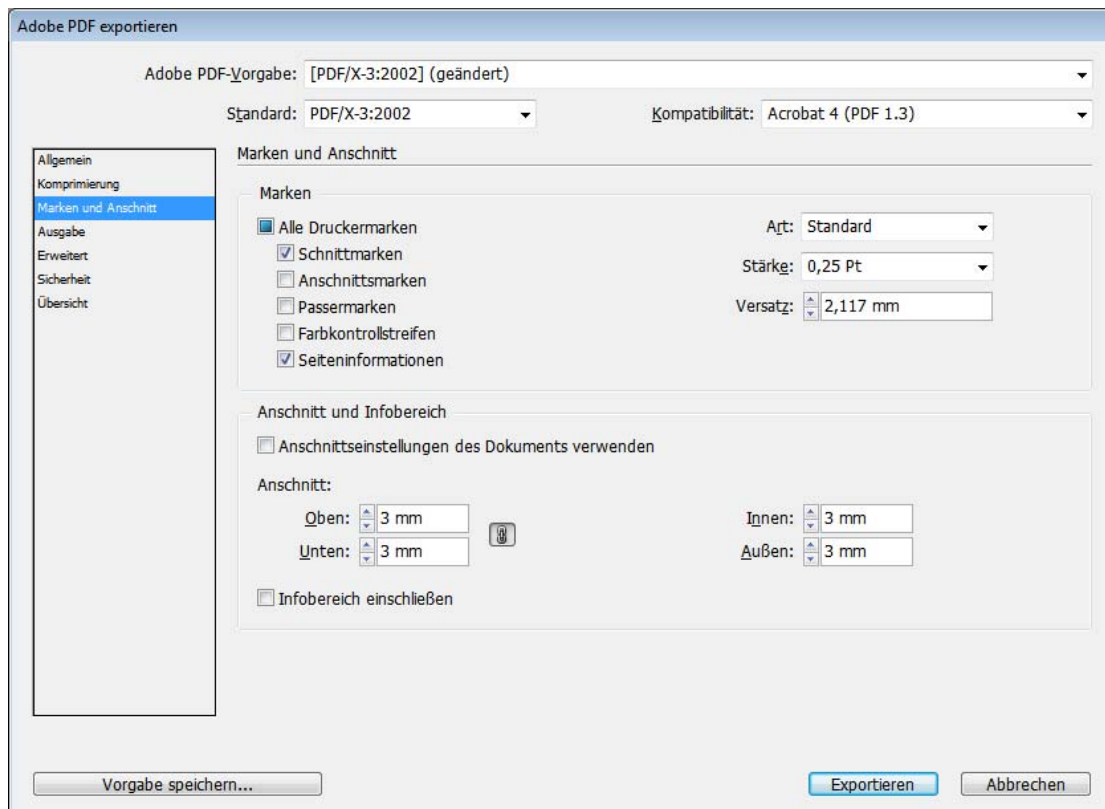 Adobe PDF exportieren
Adobe PDF-Vorgabe: [PDF/X-3:2002] (geändert)
Standard: PDF/X-3:2002 Kompatibilität: Acrobat 4 (PDF 1.3)
Allgemein
Komprimierung
Marken und Anschnitt
Ausgabe
Erweitert
Sicherheit
Übersicht
Marken und Anschnitt
Marken
Alle Druckermarken
Schnittmarken
Anschnittsmarken
Passermarken
Farbkontrollstreifen
Seiteninformationen
Art: Standard
Stärke: 0,25 Pt
Versatz: 2,117 mm
Anschnitt und Infobereich
Anschnittseinstellungen des Dokuments verwenden
Anschnitt:
Oben: 3 mm Innen: 3 mm
Unten: 3 mm Außen: 3 mm
Infobereich einschließen
Vorgabe speichern... Exportieren Abbrechen